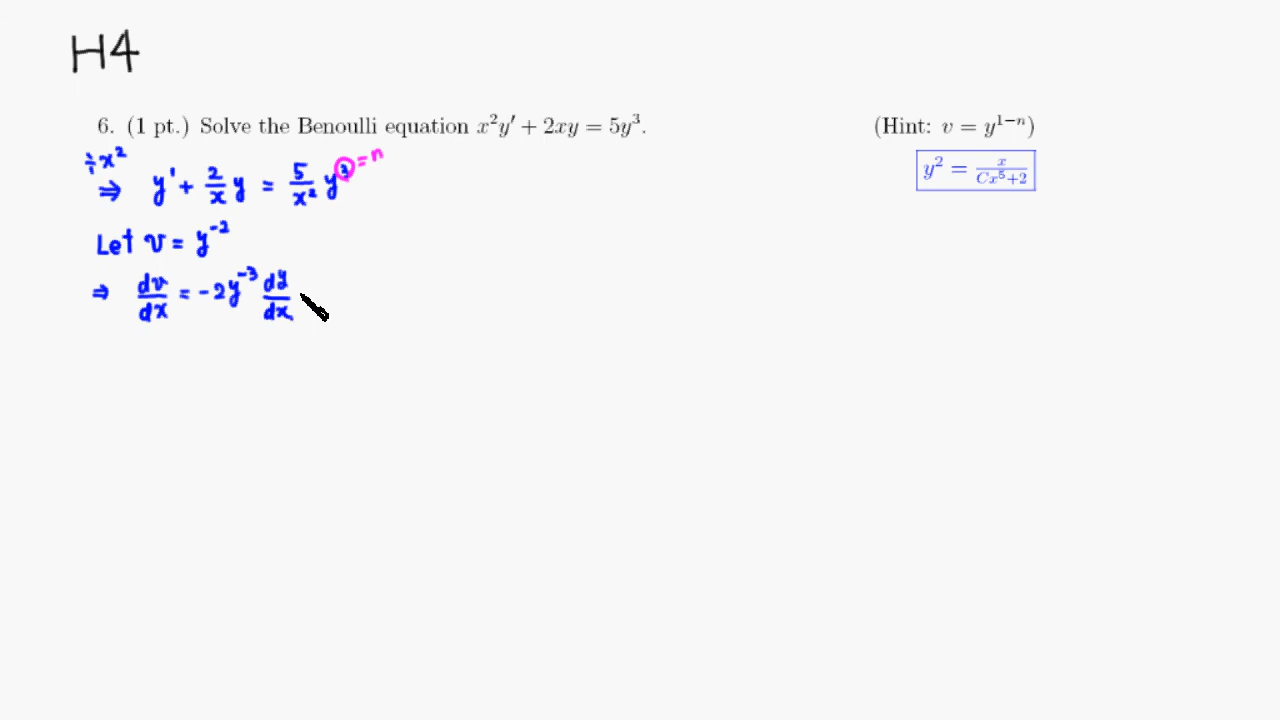 H4
6. (1 pt.) Solve the Benoulli equation x²y′ + 2xy = 5y³. (Hint: v = y¹⁻ⁿ)
÷x²
⇒ y' + 2/x y = 5/x² y³ = n
y² = x/(Cx⁵+2)
Let v = y⁻²
⇒ dv/dx = -2y⁻³ dy/dx